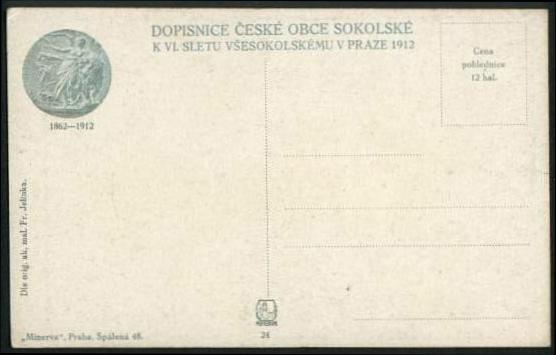 DOPISNICE ČESKÉ OBCE SOKOLSKÉ
K VI. SLETU VŠESOKOLSKÉMU V PRAZE 1912
Cena
pohlednice
12 hal.
1862—1912
Dle orig. ak. mal. Fr. Jelínka.
„Minerva“, Praha, Spálená 48.
24